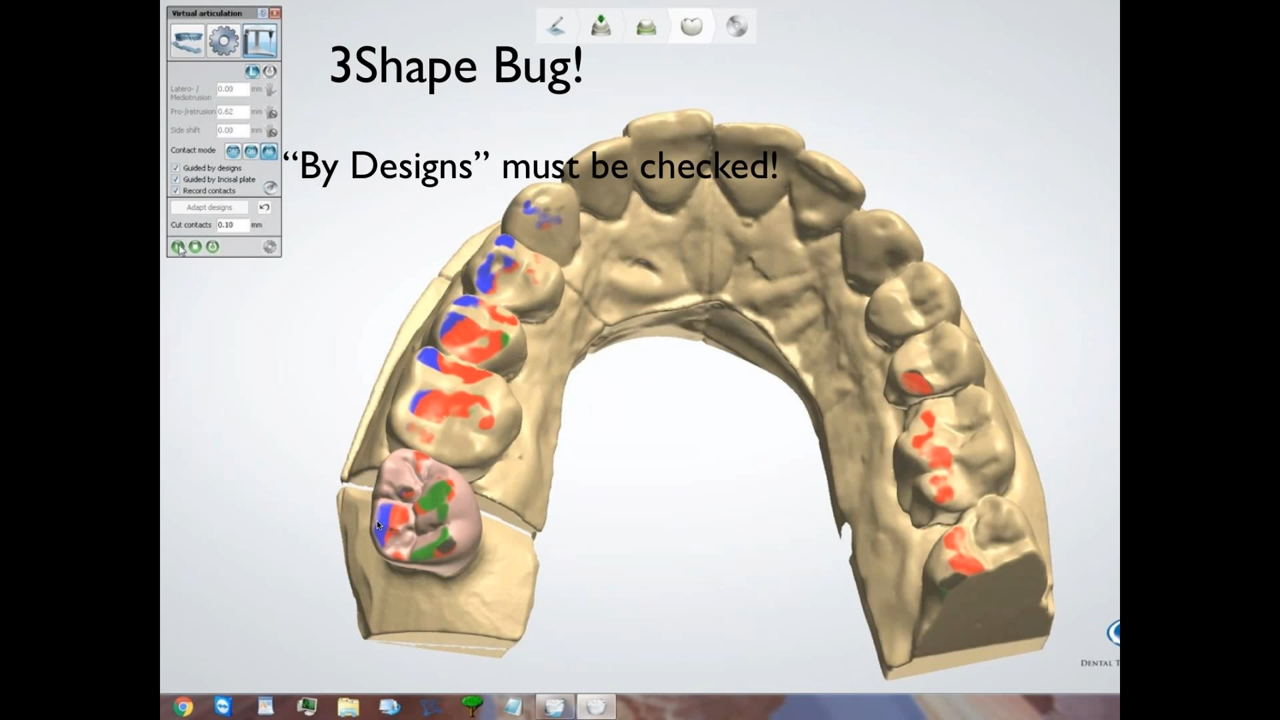 Virtual articulation
3Shape Bug!
Latero- / 0.00 mm
Mediotrusion
Pro-/retrusion 0.62 mm
Side shift 0.00 mm
Contact mode
Guided by designs
“By Designs” must be checked!
Guided by Incisal plate
Record contacts
Adapt designs
Cut contacts 0.10 mm
DENTAL T